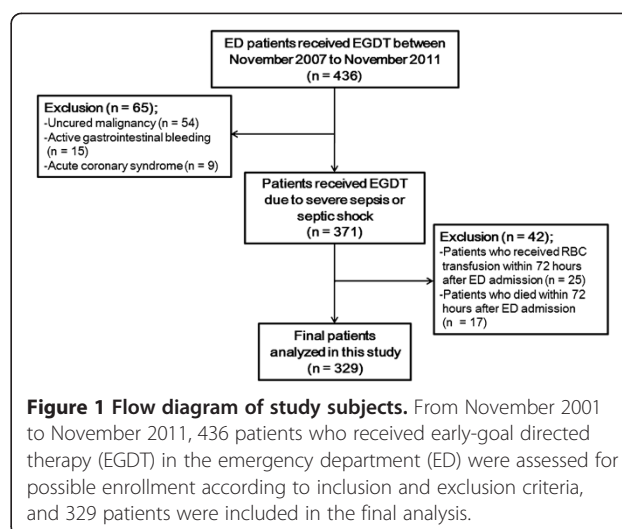 ED patients received EGDT between
November 2007 to November 2011
(n = 436)
Exclusion (n = 65);
-Uncured malignancy (n = 54)
-Active gastrointestinal bleeding
(n = 15)
-Acute coronary syndrome (n = 9)
Patients received EGDT
due to severe sepsis or
septic shock
(n = 371)
Exclusion (n = 42);
-Patients who received RBC
transfusion within 72 hours
after ED admission (n = 25)
-Patients who died within 72
hours after ED admission
(n = 17)
Final patients
analyzed in this study
(n = 329)
Figure 1 Flow diagram of study subjects. From November 2001
to November 2011, 436 patients who received early-goal directed
therapy (EGDT) in the emergency department (ED) were assessed for
possible enrollment according to inclusion and exclusion criteria,
and 329 patients were included in the final analysis.